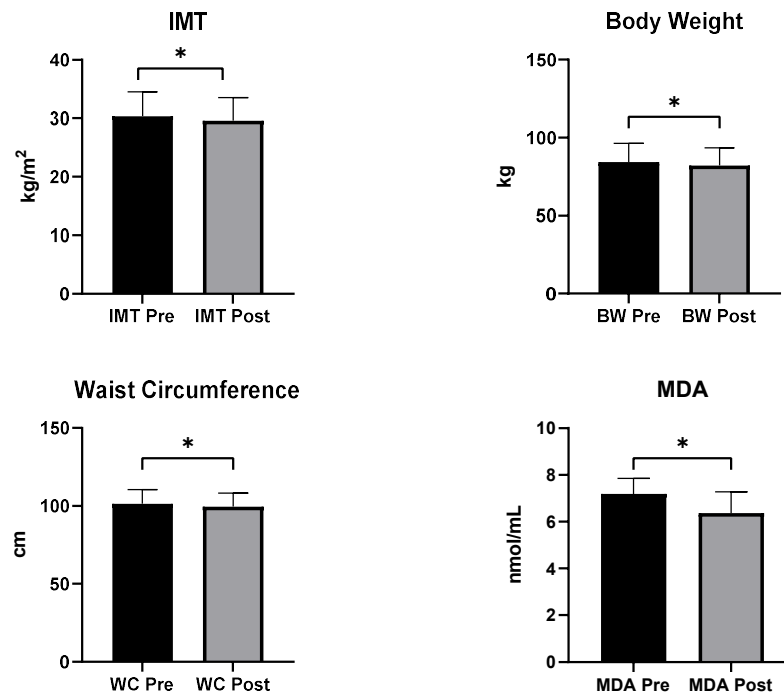 IMT
*
40
30
20
10
0
kg/m²
IMT Pre IMT Post
Body Weight
*
150
100
50
0
kg
BW Pre BW Post
Waist Circumference
*
150
100
50
0
cm
WC Pre WC Post
MDA
*
10
8
6
4
2
0
nmol/mL
MDA Pre MDA Post